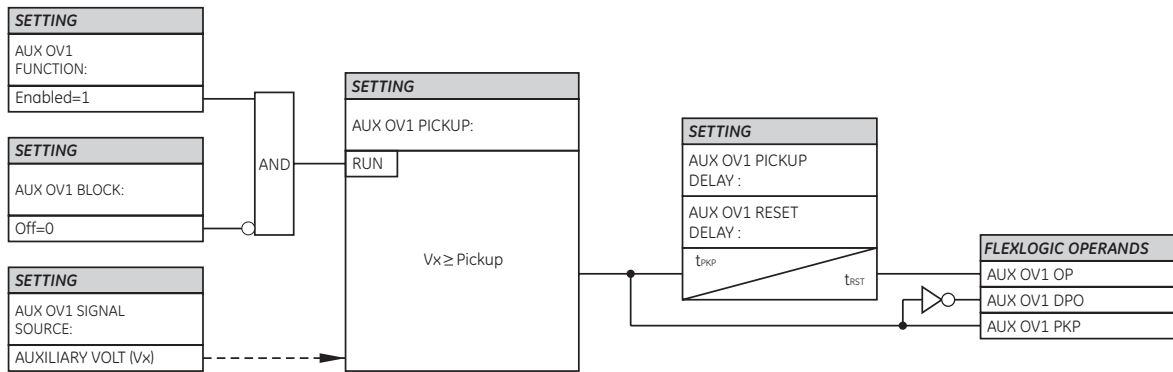 SETTING
AUX OV1
FUNCTION:
Enabled=1
SETTING
AUX OV1 BLOCK:
Off=0
SETTING
AUX OV1 SIGNAL
SOURCE:
AUXILIARY VOLT (Vx)
AND
SETTING
AUX OV1 PICKUP:
RUN
Vx ≥ Pickup
SETTING
AUX OV1 PICKUP
DELAY :
AUX OV1 RESET
DELAY :
tPKP
tRST
FLEXLOGIC OPERANDS
AUX OV1 OP
AUX OV1 DPO
AUX OV1 PKP